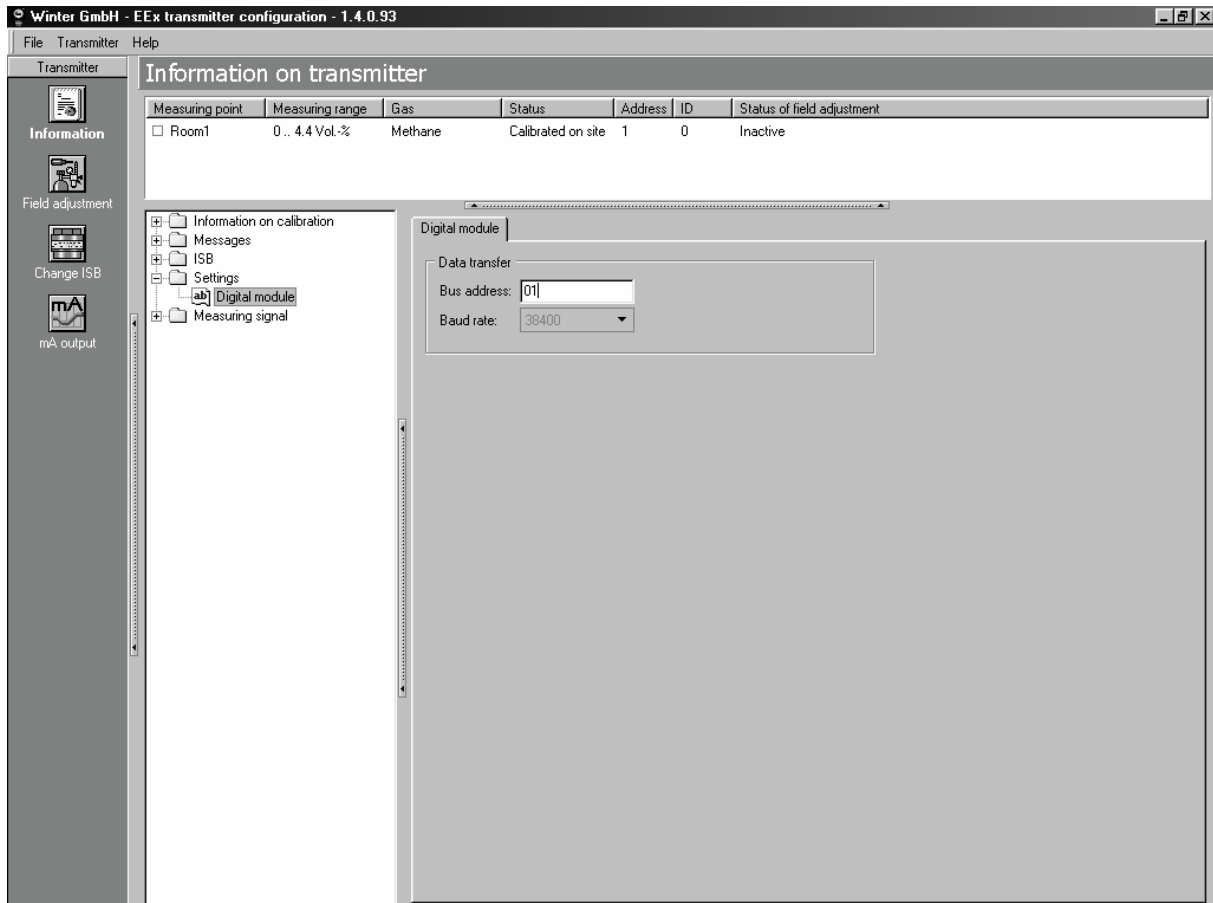 Winter GmbH - EEx transmitter configuration - 1.4.0.93
File Transmitter Help
Transmitter
Information on transmitter
Measuring point Measuring range Gas Status Address ID Status of field adjustment
Room1 0 .. 4.4 Vol.-% Methane Calibrated on site 1 0 Inactive
Information
Field adjustment
Change ISB
mA
mA output
Information on calibration
Messages
ISB
Settings
ab Digital module
Measuring signal
Digital module
Data transfer
Bus address: 01
Baud rate: 38400